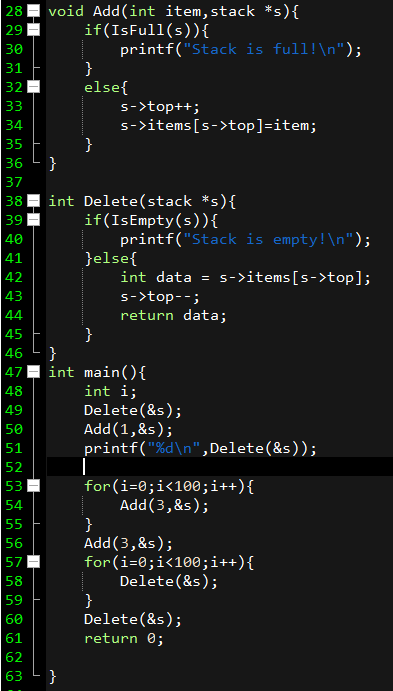 28 void Add(int item,stack *s){
29     if(IsFull(s)){
30         printf("Stack is full!\n");
31     }
32     else{
33         s->top++;
34         s->items[s->top]=item;
35     }
36 }
37
38 int Delete(stack *s){
39     if(IsEmpty(s)){
40         printf("Stack is empty!\n");
41     }else{
42         int data = s->items[s->top];
43         s->top--;
44         return data;
45     }
46 }
47 int main(){
48     int i;
49     Delete(&s);
50     Add(1,&s);
51     printf("%d\n",Delete(&s));
52
53     for(i=0;i<100;i++){
54         Add(3,&s);
55     }
56     Add(3,&s);
57     for(i=0;i<100;i++){
58         Delete(&s);
59     }
60     Delete(&s);
61     return 0;
62
63 }